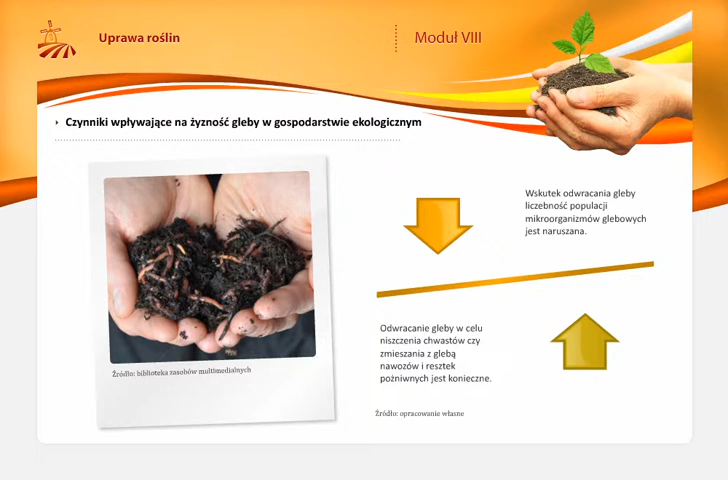 Uprawa roślin
Moduł VIII
Czynniki wpływające na żyzność gleby w gospodarstwie ekologicznym
Wskutek odwracania gleby
liczebność populacji
mikroorganizmów glebowych
jest naruszana.
Odwracanie gleby w celu
niszczenia chwastów czy
zmieszania z glebą
nawozów i resztek
pożniwnych jest konieczne.
Źródło: biblioteka zasobów multimedialnych
Źródło: opracowanie własne